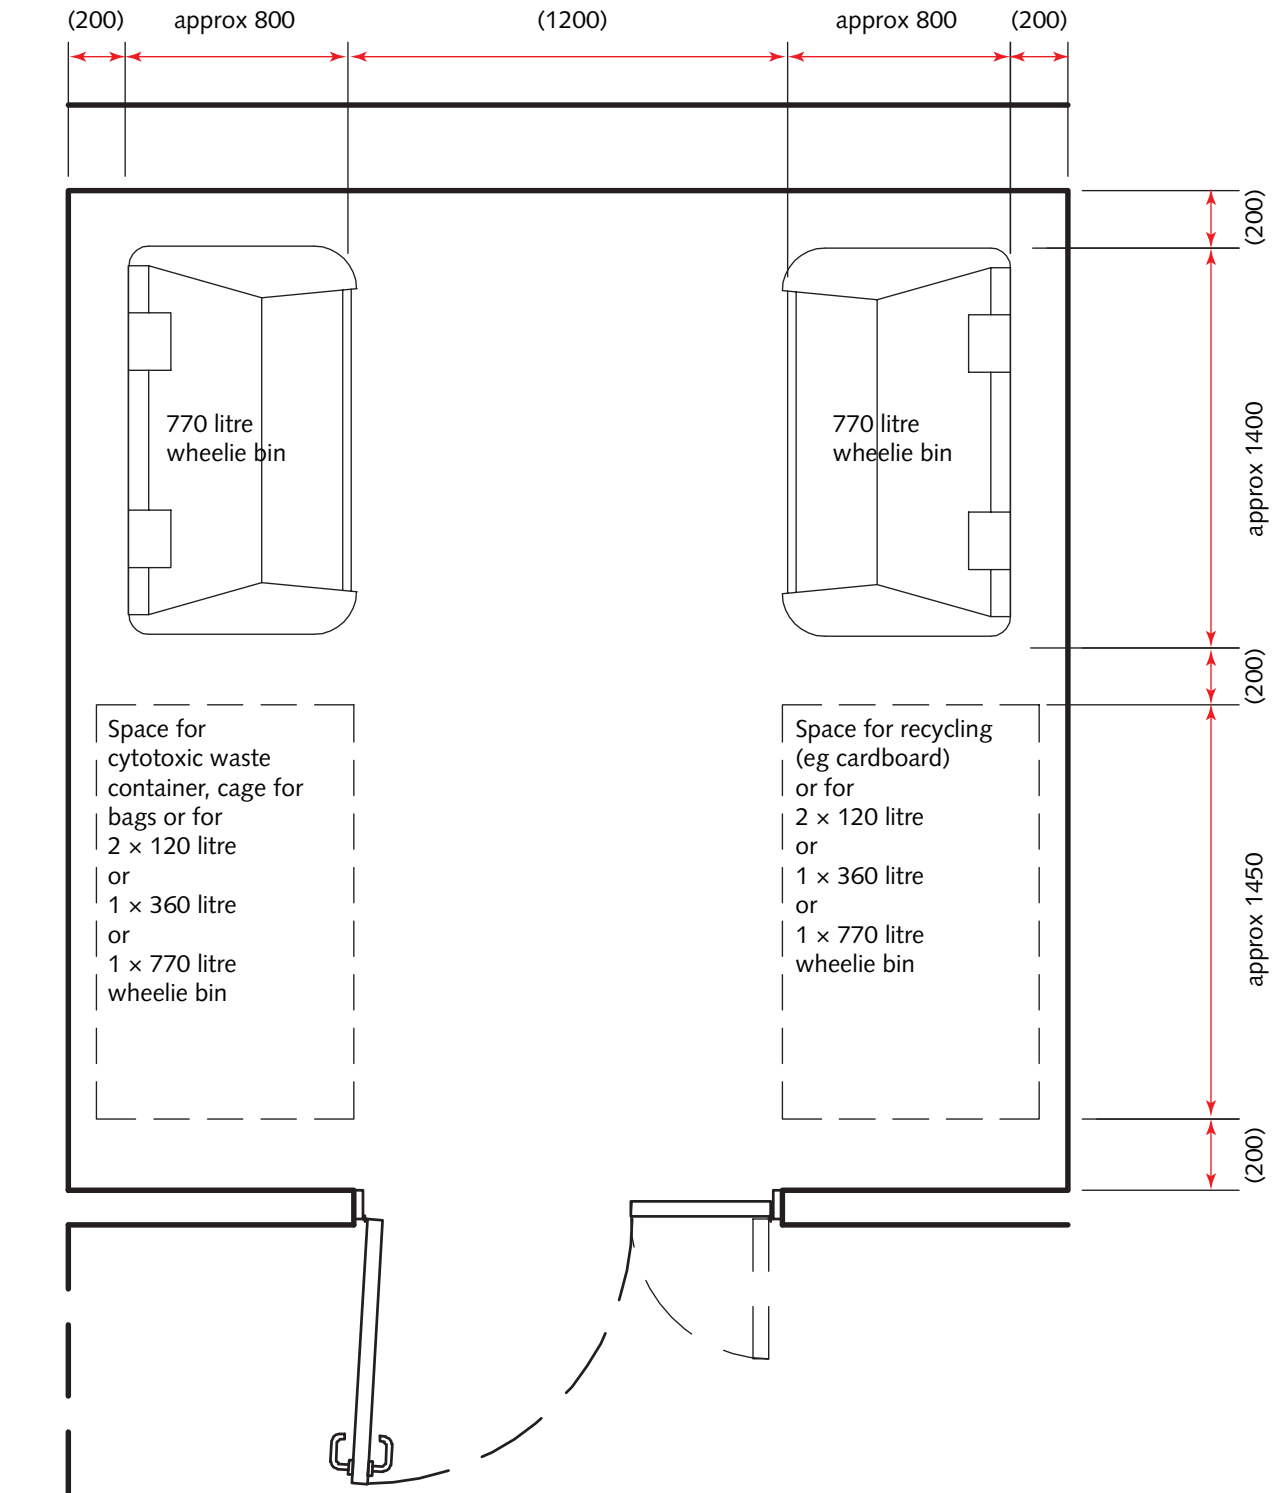 (200)
approx 800
(1200)
approx 800
(200)
(200)
approx 1400
(200)
approx 1450
(200)
770 litre
wheelie bin
770 litre
wheelie bin
Space for
cytotoxic waste
container, cage for
bags or for
2 × 120 litre
or
1 × 360 litre
or
1 × 770 litre
wheelie bin
Space for recycling
(eg cardboard)
or for
2 × 120 litre
or
1 × 360 litre
or
1 × 770 litre
wheelie bin